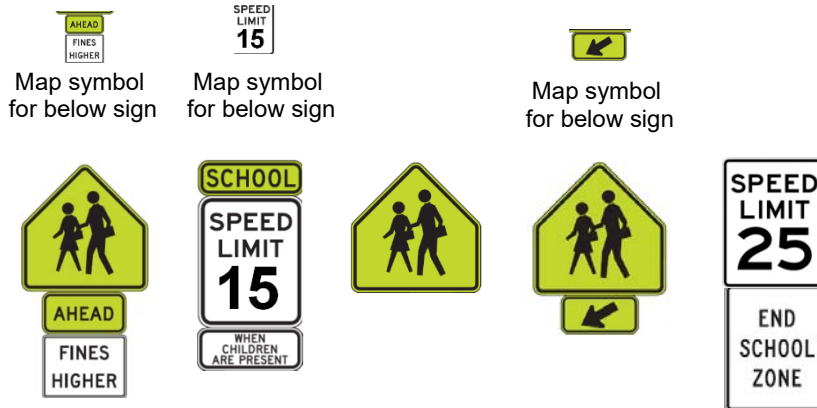 AHEAD
FINES
HIGHER
Map symbol
for below sign
SPEED
LIMIT
15
Map symbol
for below sign
Map symbol
for below sign
AHEAD
FINES
HIGHER
SCHOOL
SPEED
LIMIT
15
WHEN
CHILDREN
ARE PRESENT
SPEED
LIMIT
25
END
SCHOOL
ZONE